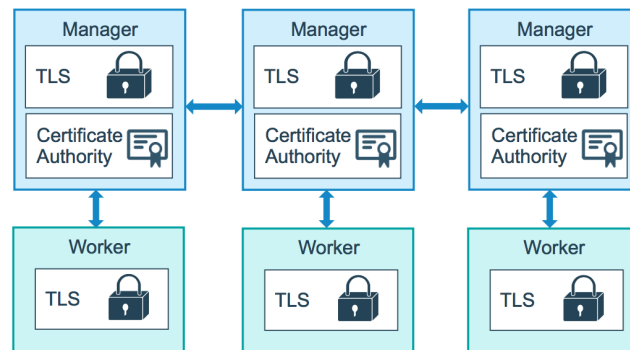 Manager
TLS
Certificate
Authority
Manager
TLS
Certificate
Authority
Manager
TLS
Certificate
Authority
Worker
TLS
Worker
TLS
Worker
TLS